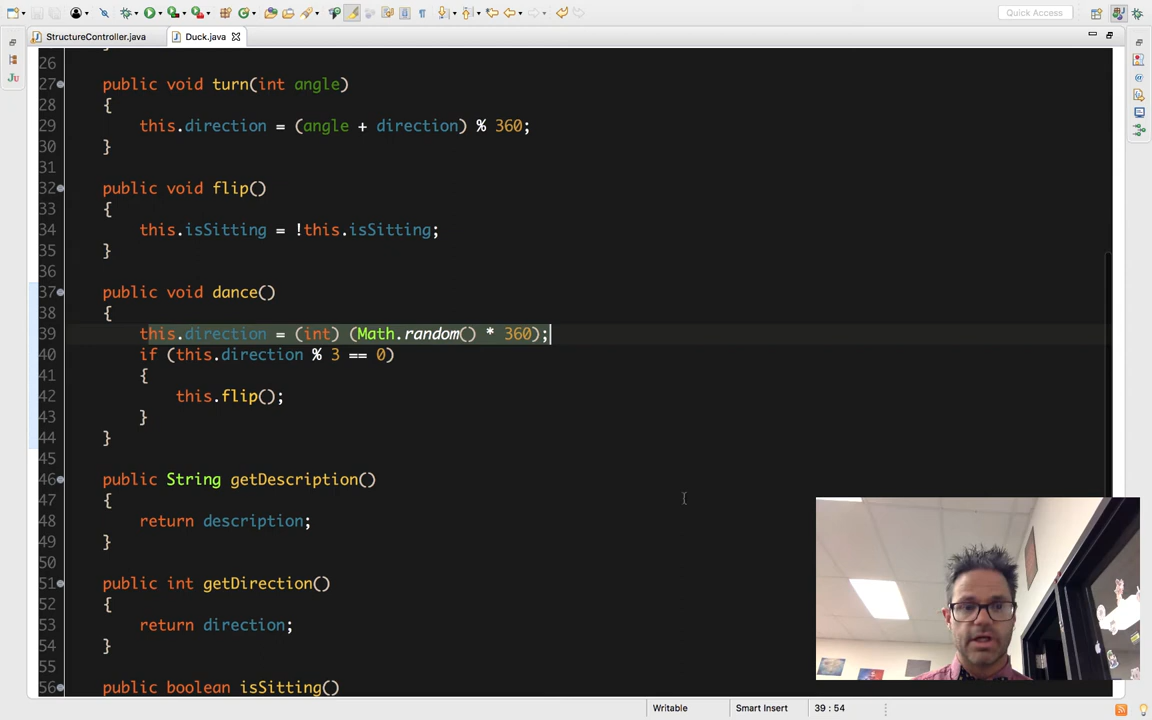 Quick Access
StructureController.java
Duck.java
26
27 public void turn(int angle)
28 {
29 this.direction = (angle + direction) % 360;
30 }
31
32 public void flip()
33 {
34 this.isSitting = !this.isSitting;
35 }
36
37 public void dance()
38 {
39 this.direction = (int) (Math.random() * 360);
40 if (this.direction % 3 == 0)
41 {
42 this.flip();
43 }
44 }
45
46 public String getDescription()
47 {
48 return description;
49 }
50
51 public int getDirection()
52 {
53 return direction;
54 }
55
56 public boolean isSitting()
Writable
Smart Insert
39 : 54